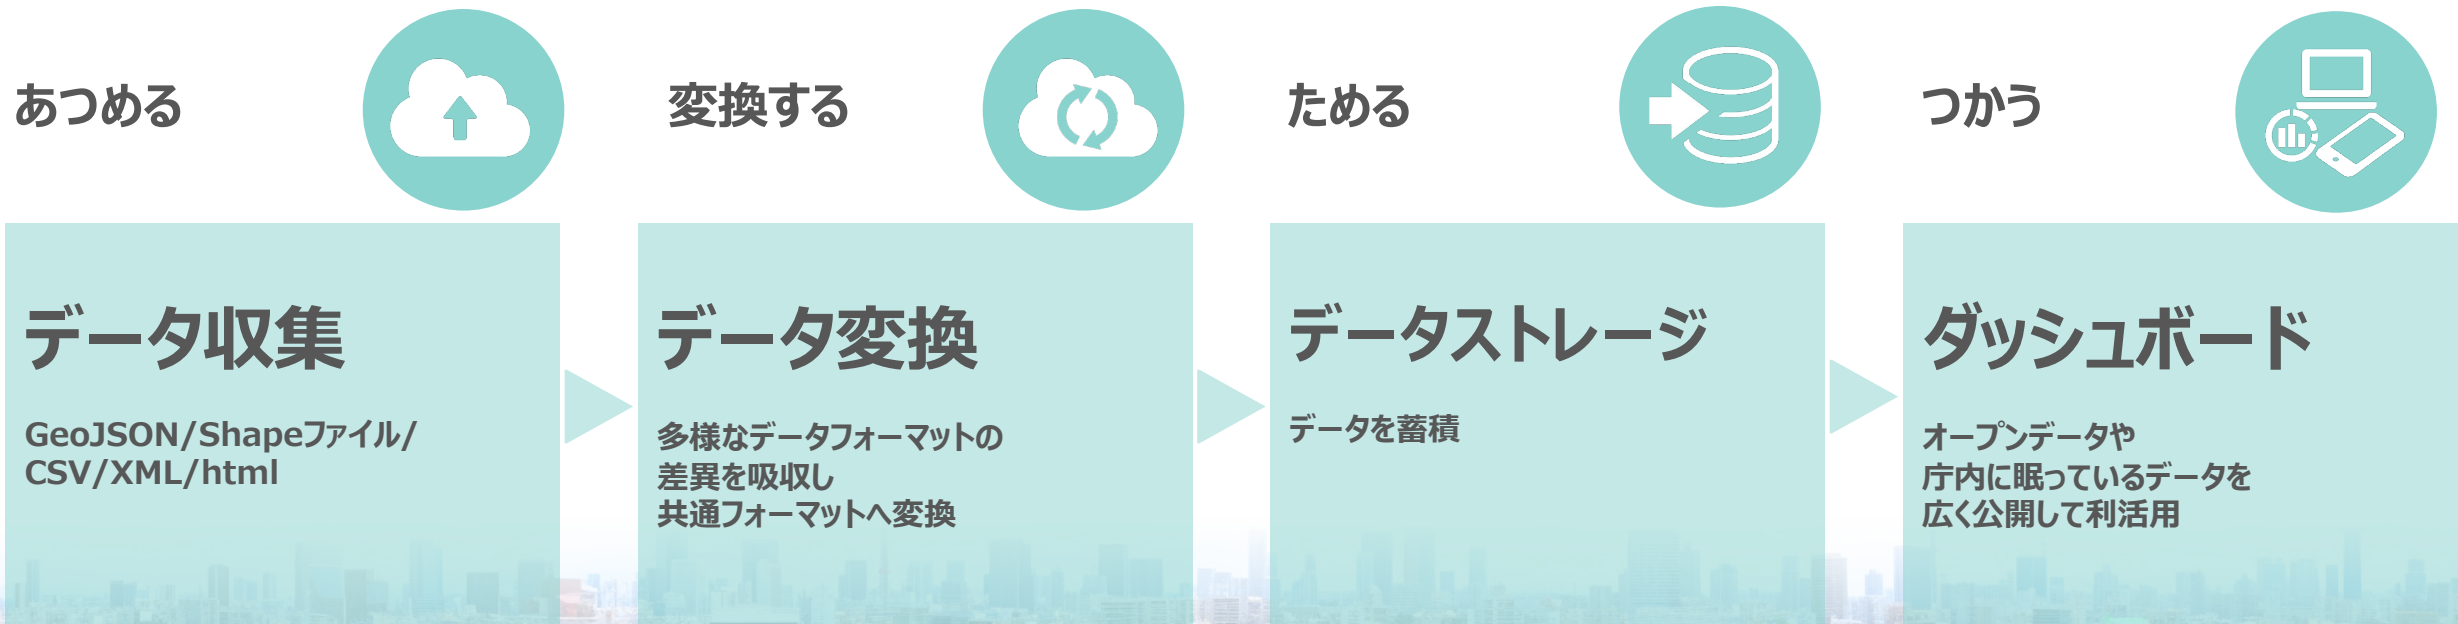 あつめる
データ収集
GeoJSON/Shapeファイル/
CSV/XML/html
変換する
データ変換
多様なデータフォーマットの
差異を吸収し
共通フォーマットへ変換
ためる
データストレージ
データを蓄積
つかう
ダッシュボード
オープンデータや
庁内に眠っているデータを
広く公開して利活用